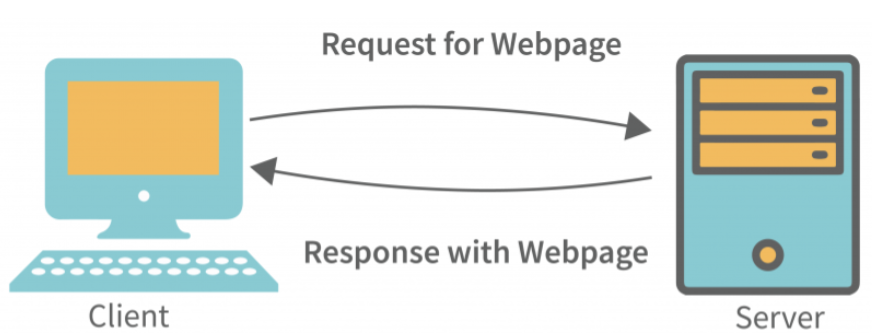 Request for Webpage
Response with Webpage
Client
Server